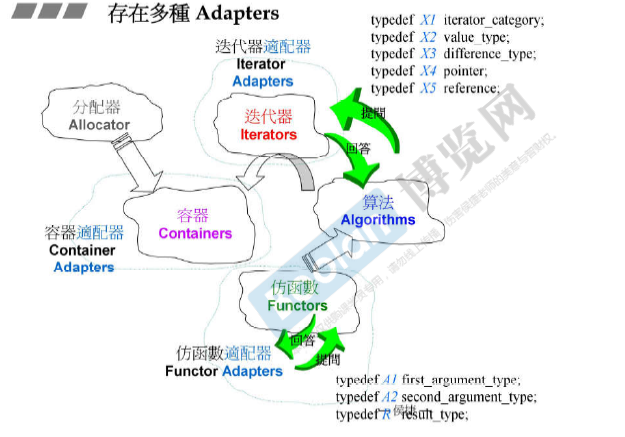 存在多種 Adapters
typedef X1 iterator_category;
typedef X2 value_type;
typedef X3 difference_type;
typedef X4 pointer;
typedef X5 reference;
迭代器適配器
Iterator
Adapters
分配器
Allocator
迭代器
Iterators
提問
回答
容器
Containers
算法
Algorithms
容器適配器
Container
Adapters
仿函數
Functors
回答
提問
仿函數適配器
Functor Adapters
博览网
typedef A1 first_argument_type;
typedef A2 second_argument_type;
typedef R result_type;
侯捷